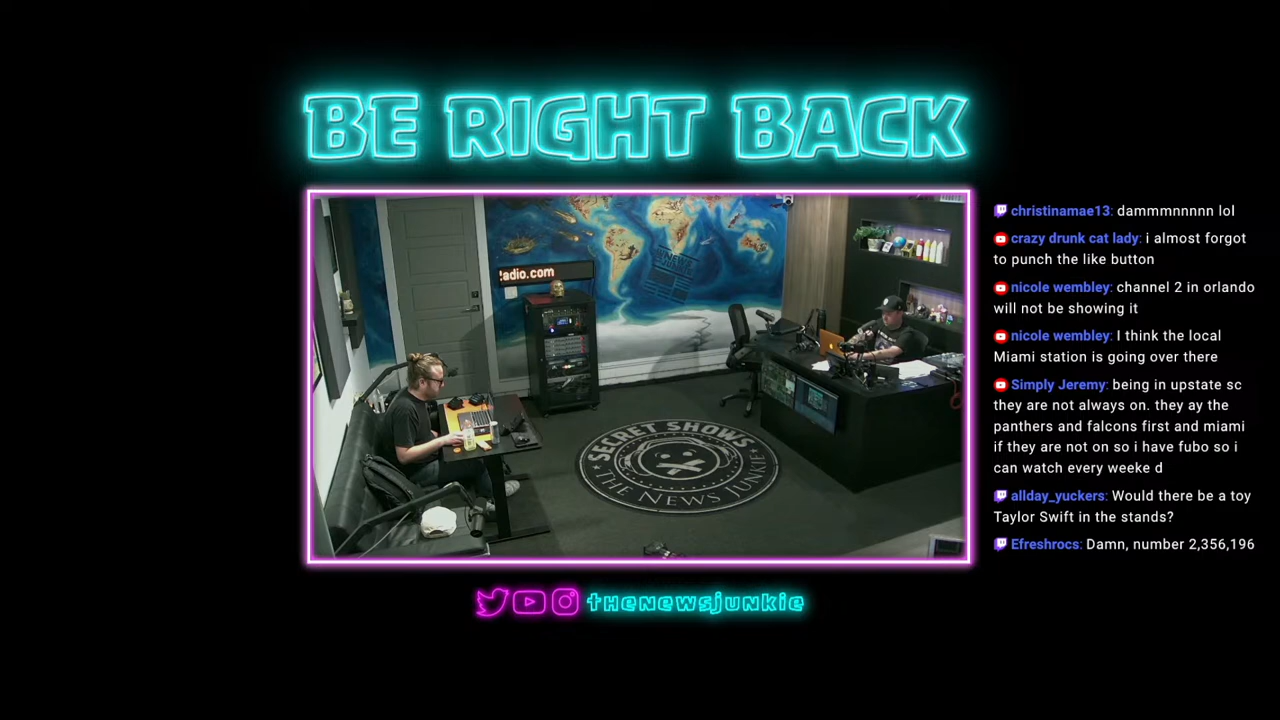 BE RIGHT BACK
adio.com
SECRET SHOWS
THE NEWS JUNKIE
christinamae13: dammmnnnnn lol
crazy drunk cat lady: i almost forgot
to punch the like button
nicole wembley: channel 2 in orlando
will not be showing it
nicole wembley: I think the local
Miami station is going over there
Simply Jeremy: being in upstate sc
they are not always on. they ay the
panthers and falcons first and miami
if they are not on so i have fubo so i
can watch every weeke d
allday_yuckers: Would there be a toy
Taylor Swift in the stands?
Efreshrocs: Damn, number 2,356,196
thenewsjunkie